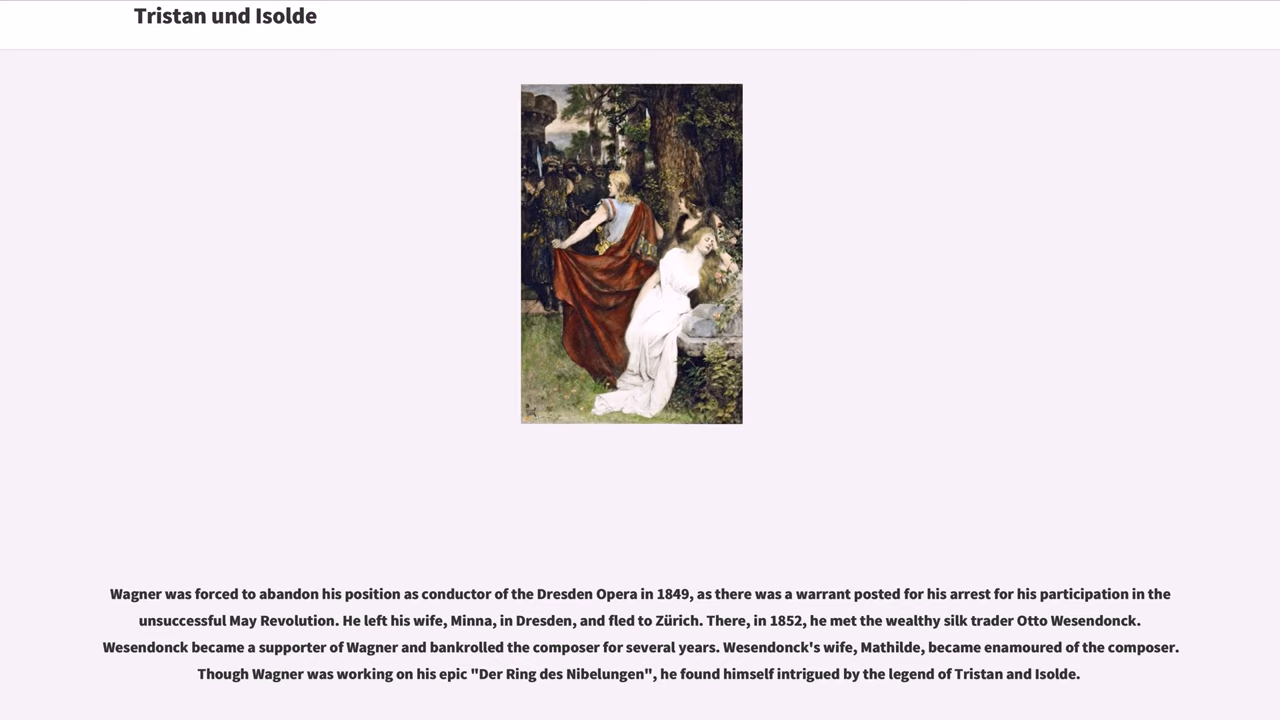 Tristan und Isolde
Wagner was forced to abandon his position as conductor of the Dresden Opera in 1849, as there was a warrant posted for his arrest for his participation in the
unsuccessful May Revolution. He left his wife, Minna, in Dresden, and fled to Zürich. There, in 1852, he met the wealthy silk trader Otto Wesendonck.
Wesendonck became a supporter of Wagner and bankrolled the composer for several years. Wesendonck's wife, Mathilde, became enamoured of the composer.
Though Wagner was working on his epic "Der Ring des Nibelungen", he found himself intrigued by the legend of Tristan and Isolde.